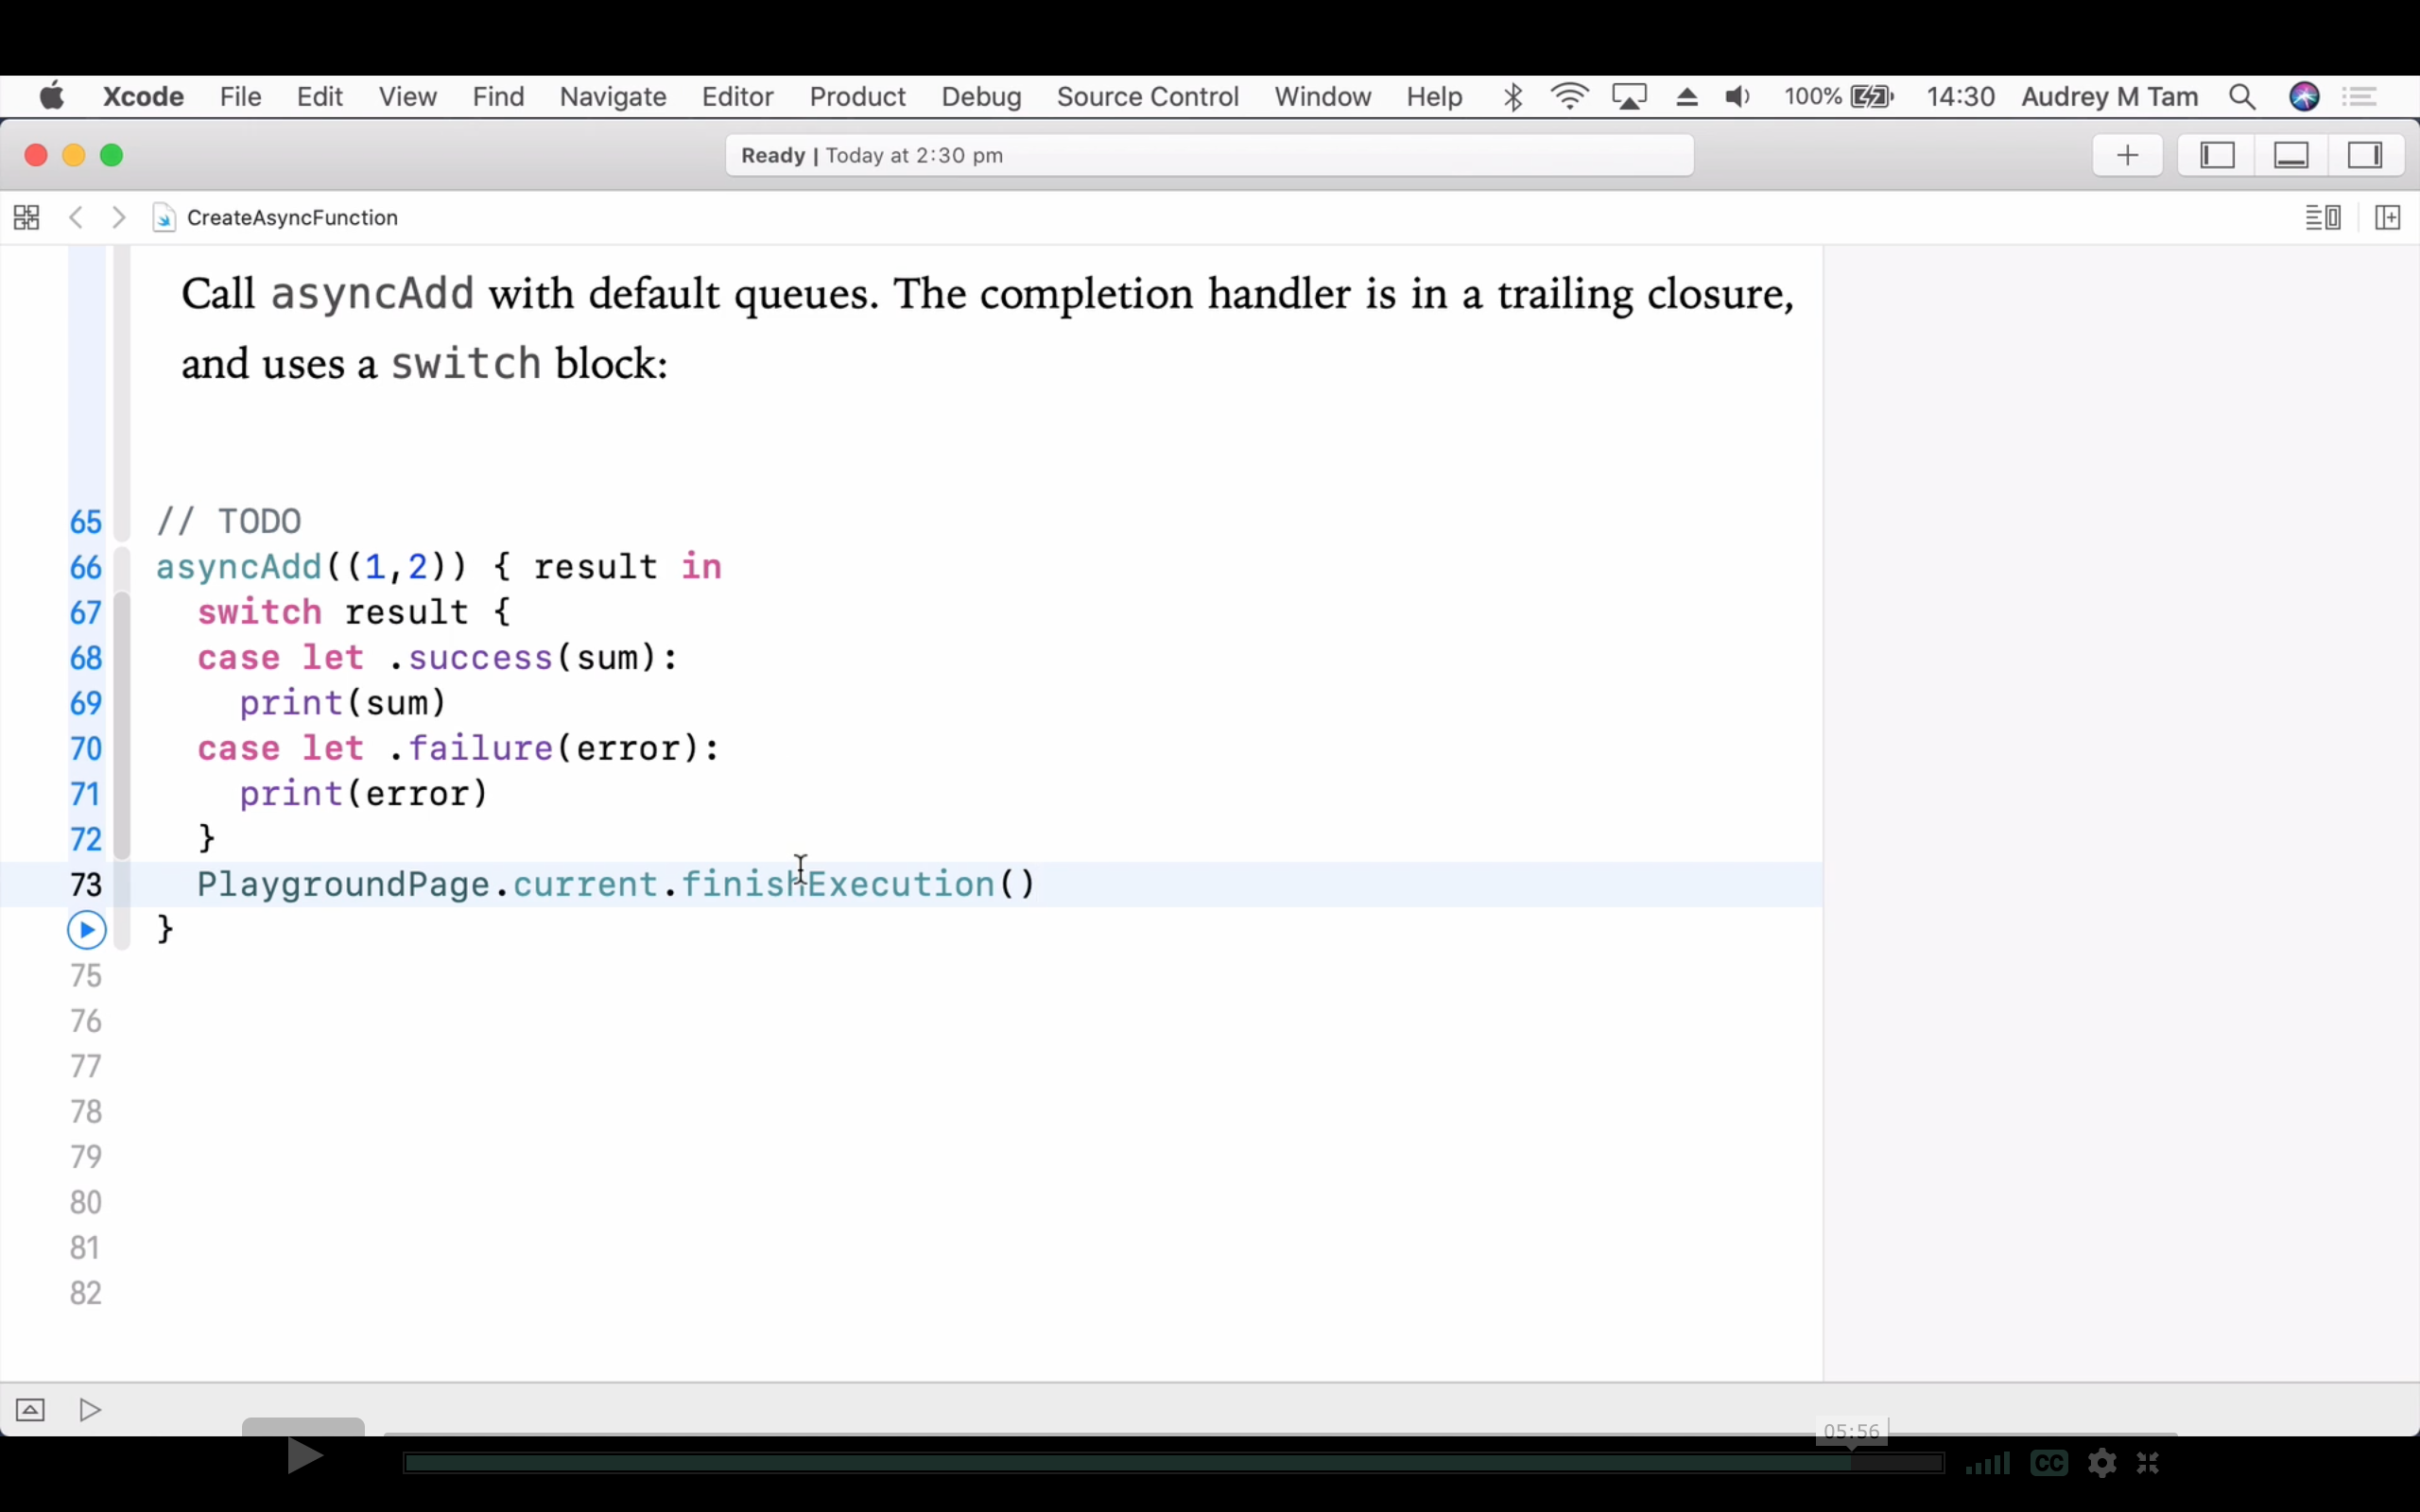 Xcode File Edit View Find Navigate Editor Product Debug Source Control Window Help 100% 14:30 Audrey M Tam
Ready | Today at 2:30 pm
CreateAsyncFunction
Call asyncAdd with default queues. The completion handler is in a trailing closure,
and uses a switch block:
65 // TODO
66 asyncAdd((1,2)) { result in
67 switch result {
68 case let .success(sum):
69 print(sum)
70 case let .failure(error):
71 print(error)
72 }
73 PlaygroundPage.current.finishExecution()
}
75
76
77
78
79
80
81
82
05:56
CC